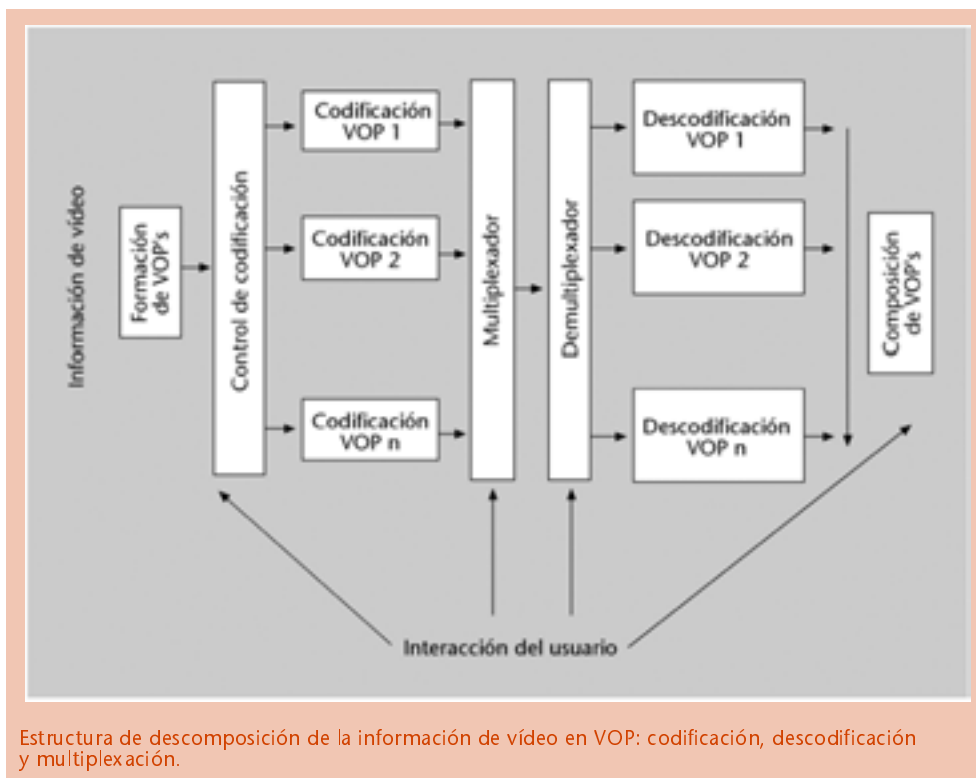 Información de vídeo
Formación
de VOP's
Control de codificación
Codificación
VOP 1
Codificación
VOP 2
Codificación
VOP n
Multiplexador
Demultiplexador
Descodificación
VOP 1
Descodificación
VOP 2
Descodificación
VOP n
Composición
de VOP's
Interacción del usuario
Estructura de descomposición de la información de vídeo en VOP: codificación, descodificación
y multiplexación.